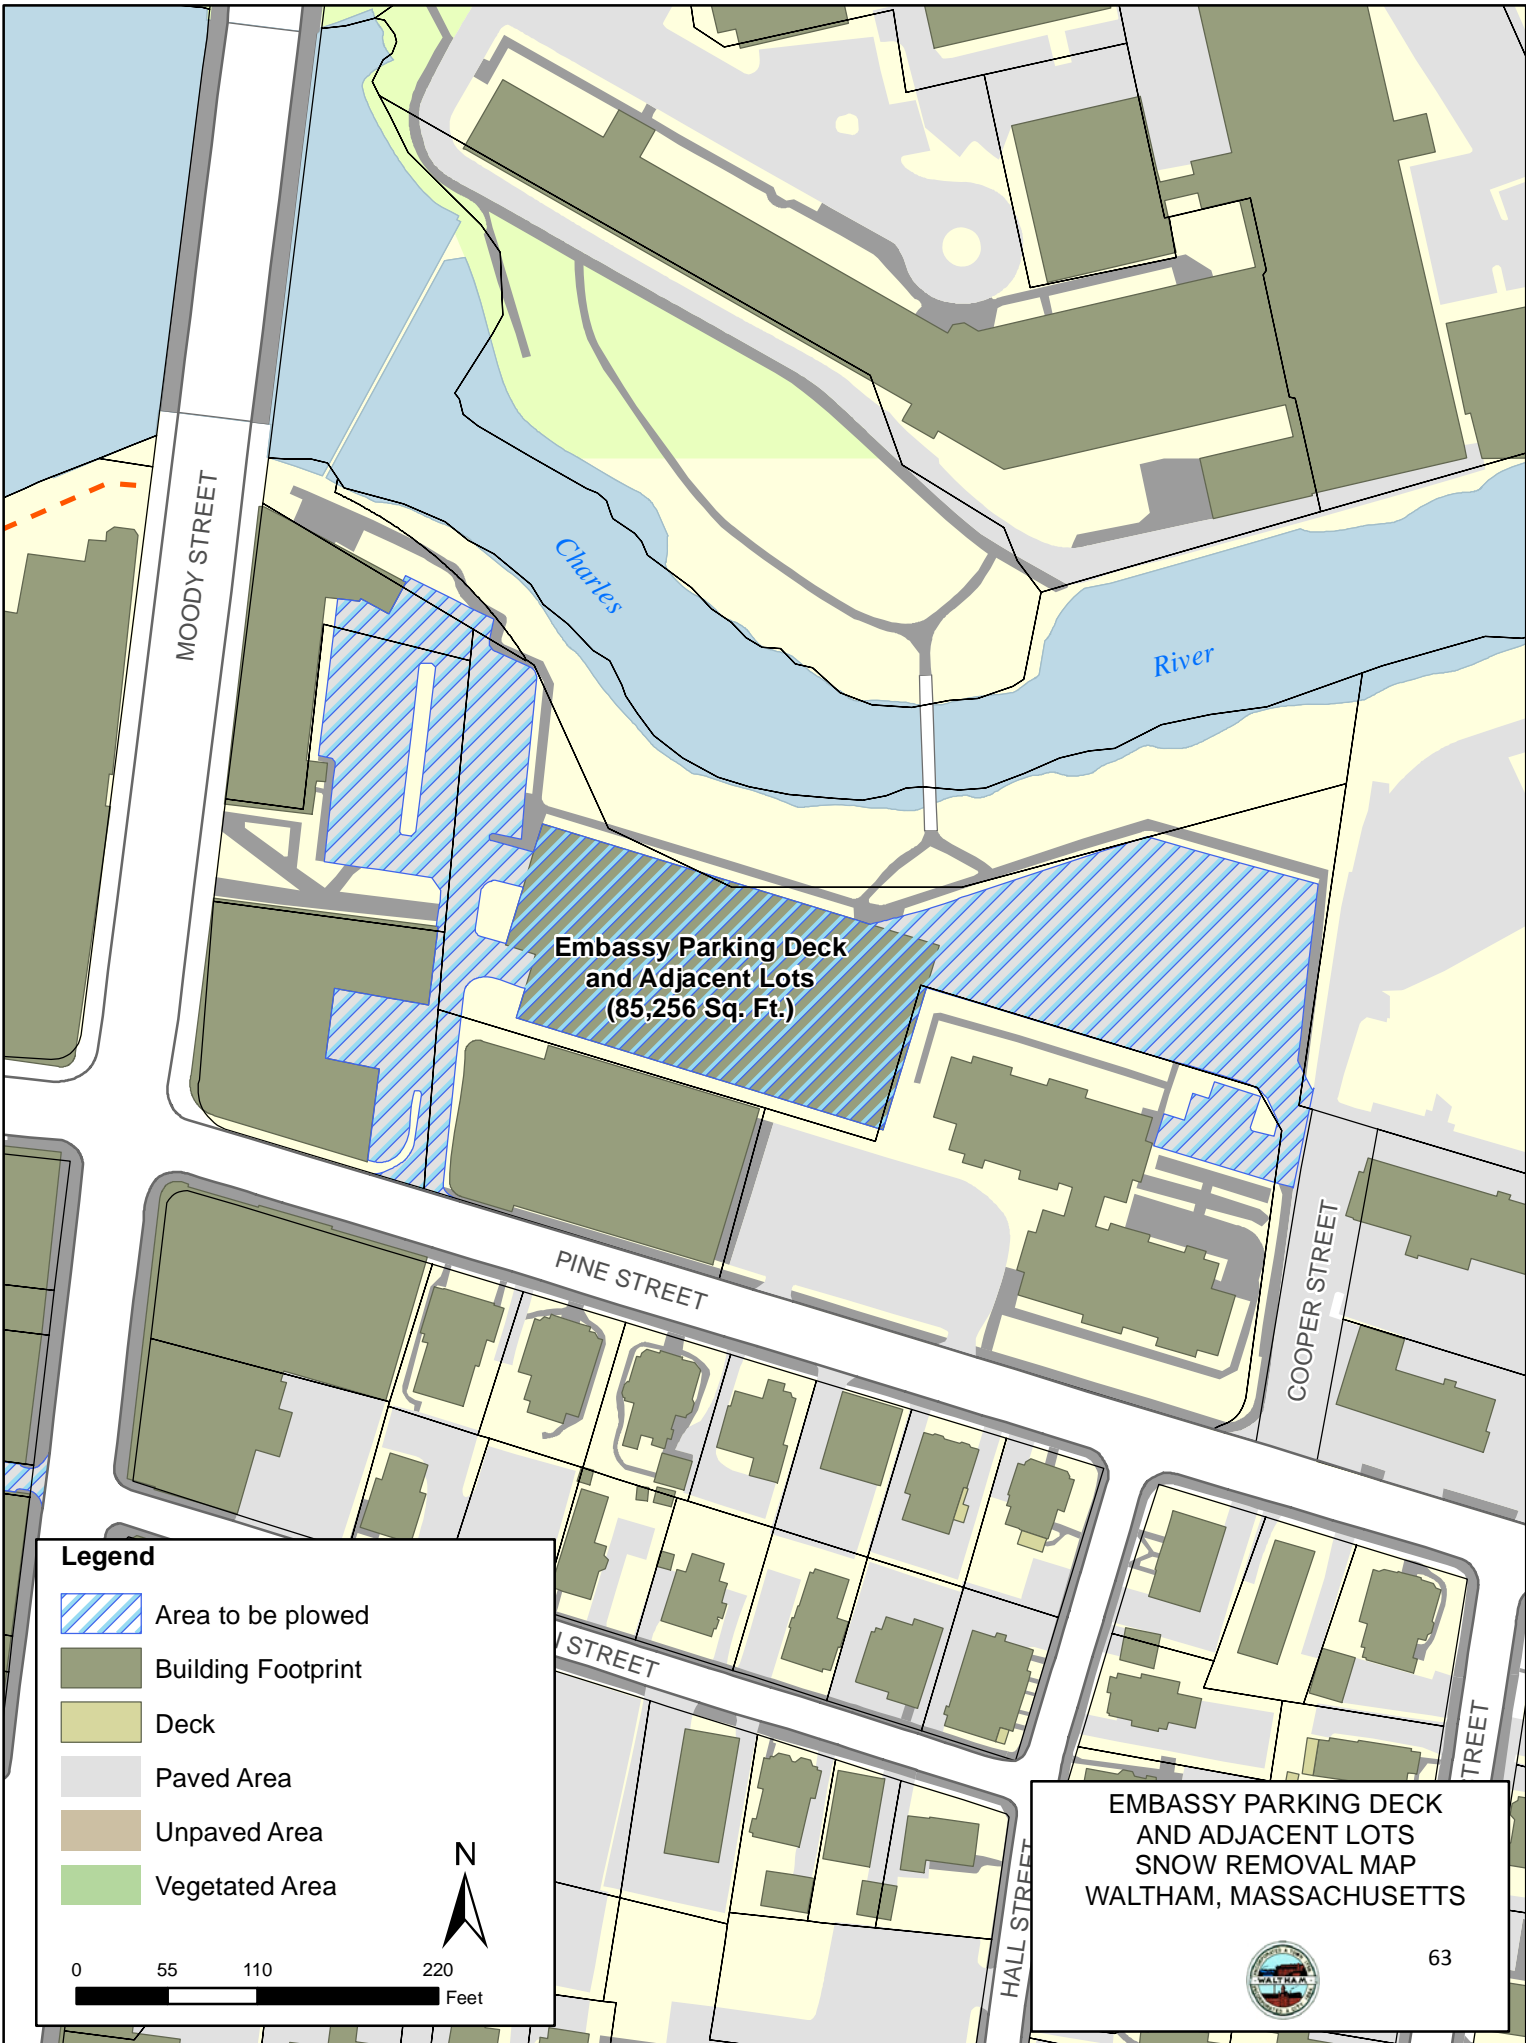 MOODY STREET
Charles
River
Embassy Parking Deck
and Adjacent Lots
(85,256 Sq. Ft.)
PINE STREET
COOPER STREET
STREET
TREET
HALL STREET
Legend
Area to be plowed
Building Footprint
Deck
Paved Area
Unpaved Area
Vegetated Area
N
0 55 110 220
Feet
EMBASSY PARKING DECK
AND ADJACENT LOTS
SNOW REMOVAL MAP
WALTHAM, MASSACHUSETTS
63
WALTHAM